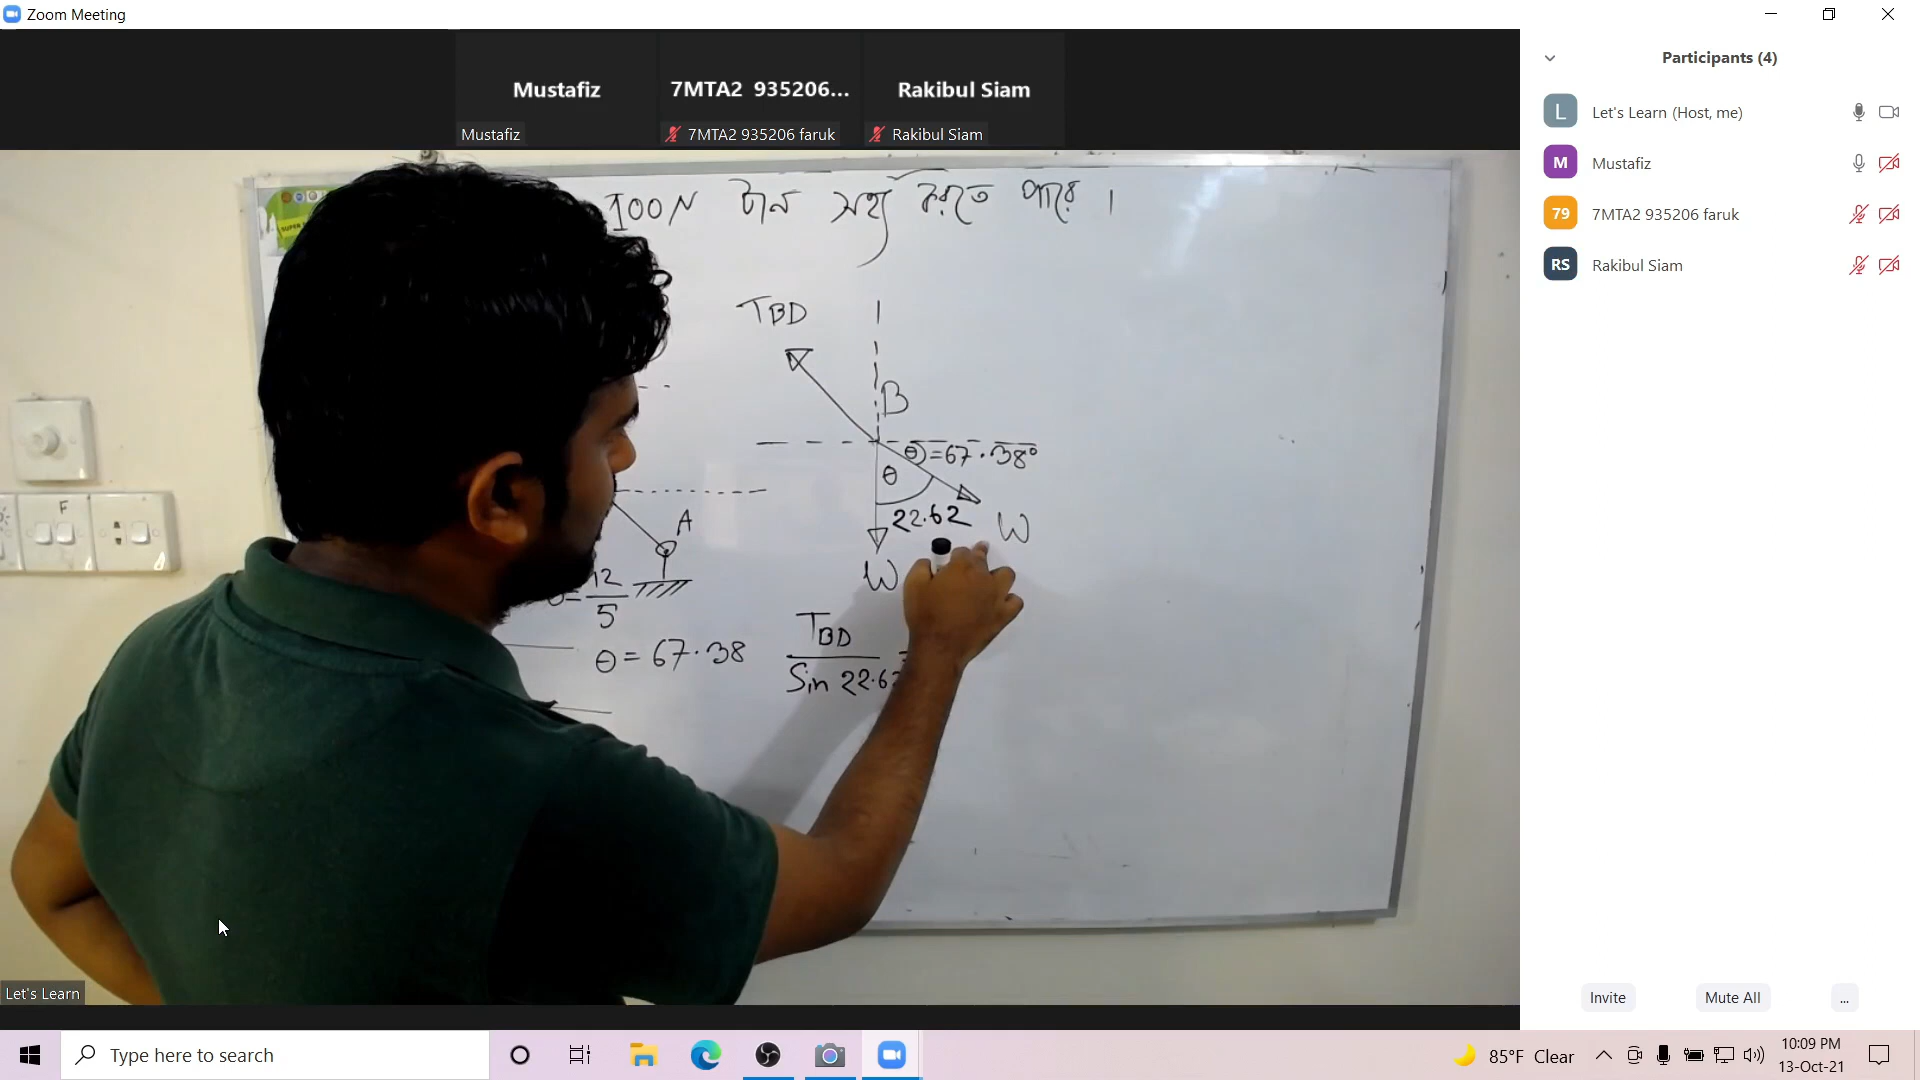 Zoom Meeting
Mustafiz
7MTA2 935206...
Rakibul Siam
Mustafiz
7MTA2 935206 faruk
Rakibul Siam
Participants (4)
L
Let's Learn (Host, me)
M
Mustafiz
79
7MTA2 935206 faruk
RS
Rakibul Siam
100N টান সহ্য করতে পারে।
TBD
B
θ=67.38°
θ
22.62
W
W
A
F
12
5
θ = 67.38
TBD
Sin 22.6
Let's Learn
Invite
Mute All
...
Type here to search
85°F Clear
10:09 PM
13-Oct-21